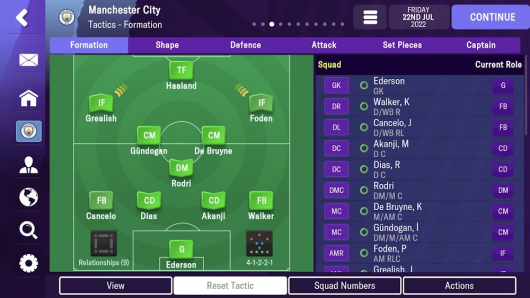 Manchester City
Tactics - Formation
FRIDAY
22ND JUL
2022
CONTINUE
Formation
Shape
Defence
Attack
Set Pieces
Captain
TF
Haaland
IF
Grealish
IF
Foden
CM
Gündogan
CM
De Bruyne
DM
Rodri
FB
Cancelo
CD
Dias
CD
Akanji
FB
Walker
Relationships (9)
G
Ederson
4-1-2-2-1
Squad
Current Role
GK
Ederson
GK
G
DR
Walker, K
D/WB R
FB
DL
Cancelo, J
D/WB RL
FB
DC
Akanji, M
D C
CD
DC
Dias, R
D C
CD
DMC
Rodri
DM/M C
DM
MC
De Bruyne, K
M/AM C
CM
MC
Gündogan, İ
DM/M/AM C
CM
AMR
Foden, P
AM RLC
IF
Grealish, J
IF
View
Reset Tactic
Squad Numbers
Actions